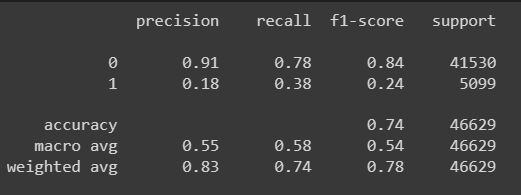 precision recall f1-score support
0 0.91 0.78 0.84 41530
1 0.18 0.38 0.24 5099
accuracy 0.74 46629
macro avg 0.55 0.58 0.54 46629
weighted avg 0.83 0.74 0.78 46629